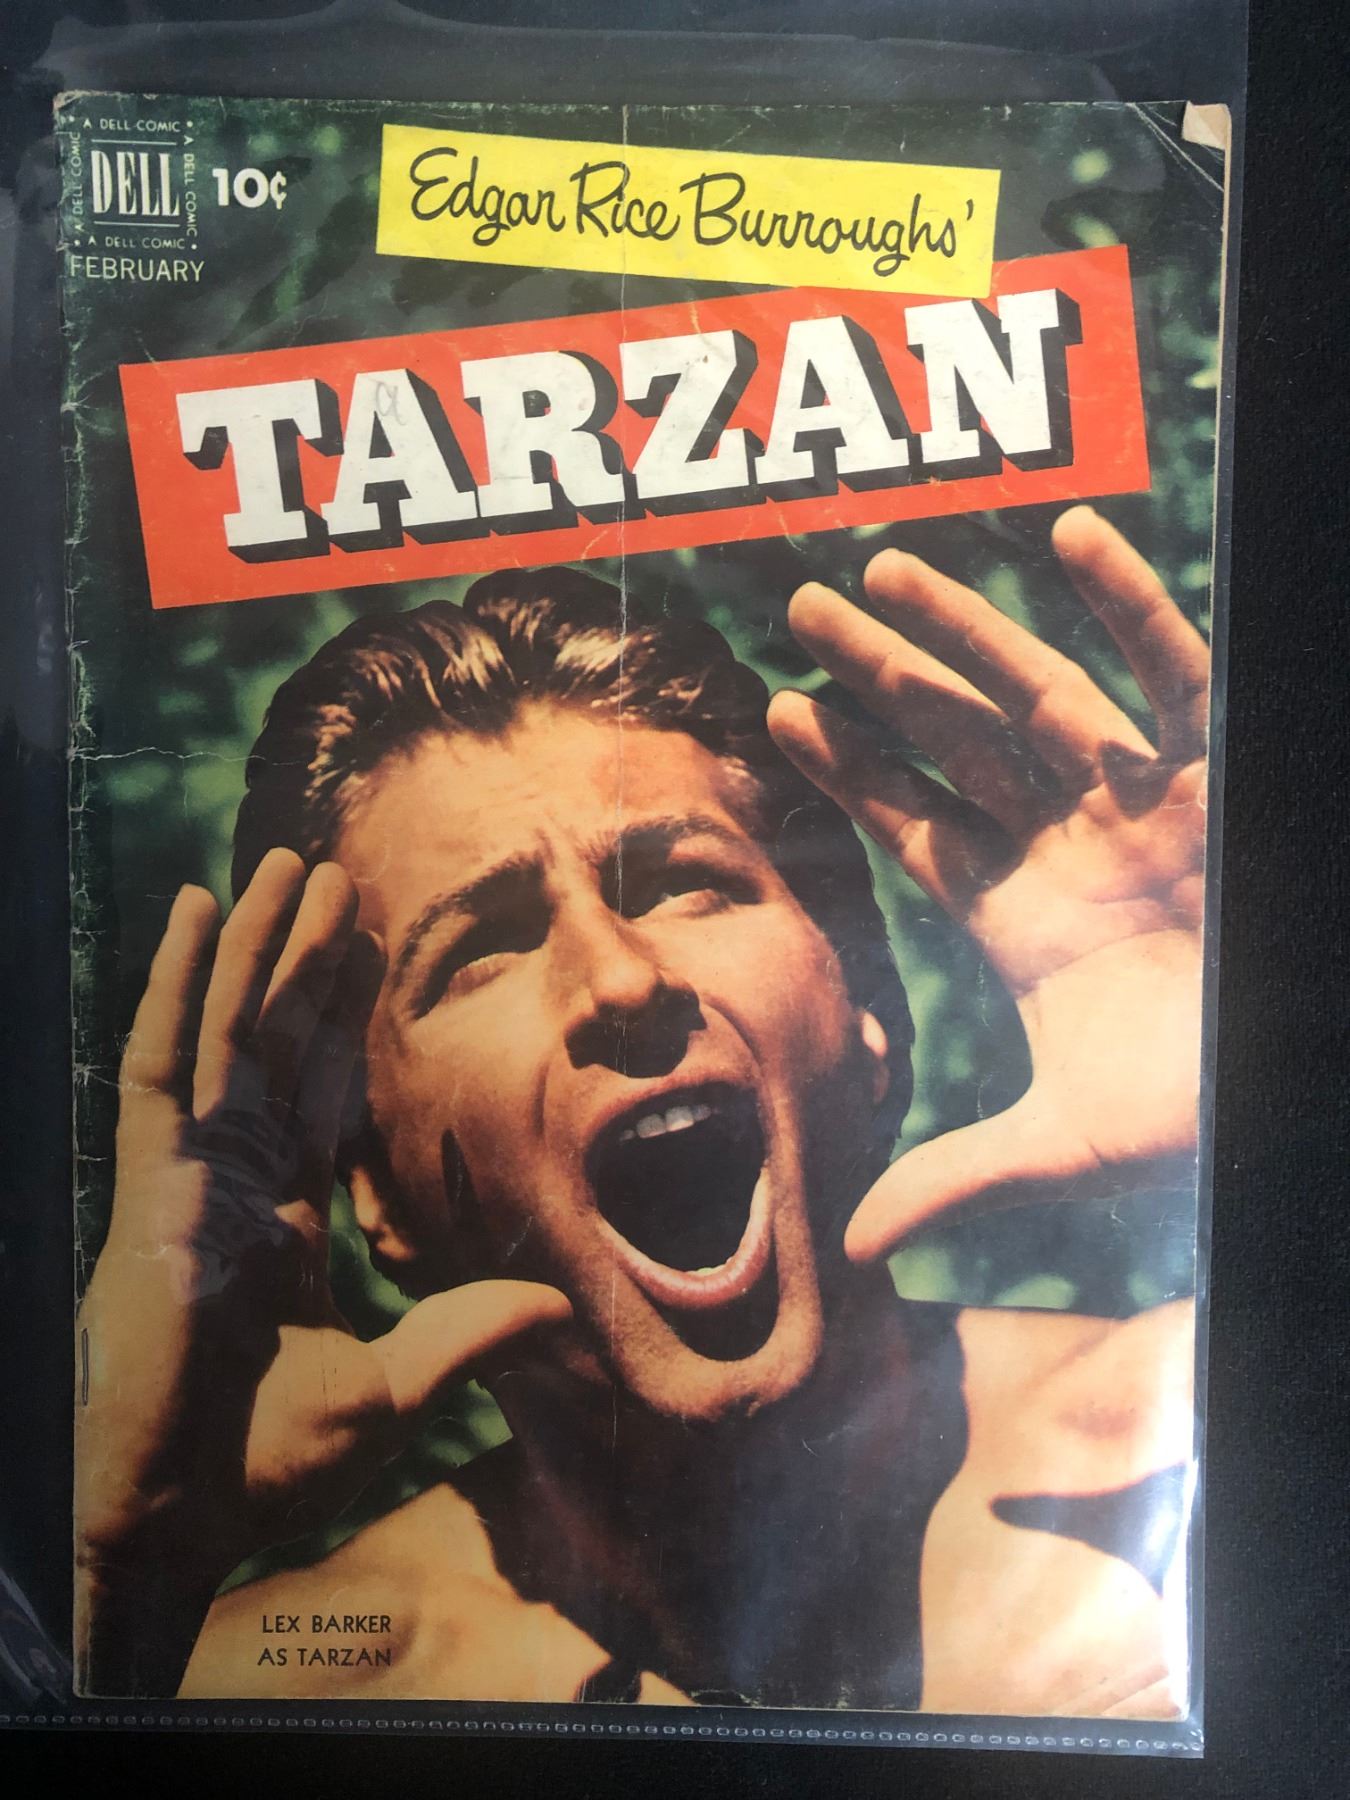 A DELL COMIC
A DELL COMIC
DELL
A DELL COMIC
A DELL COMIC
10¢
FEBRUARY
Edgar Rice Burroughs'
TARZAN
a
LEX BARKER
AS TARZAN